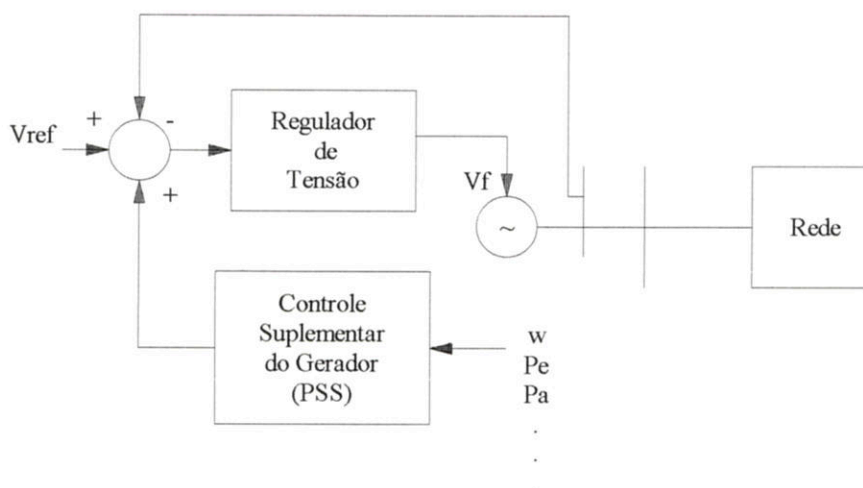 Vref
+
-
+
Regulador
de
Tensão
Vf
~
Rede
Controle
Suplementar
do Gerador
(PSS)
w
Pe
Pa
.
.